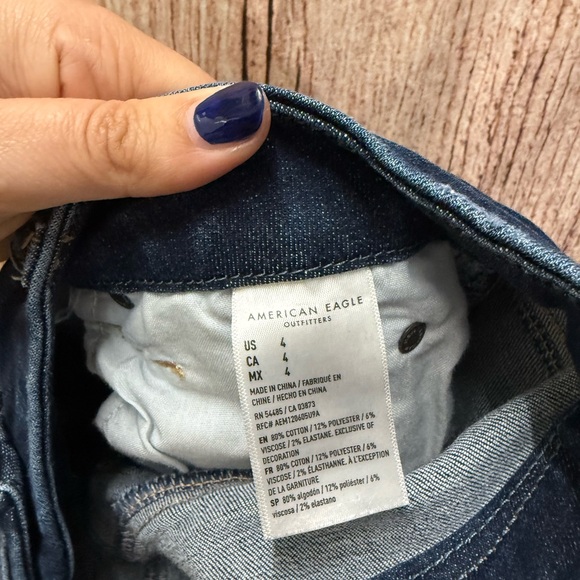 AMERICAN EAGLE
OUTFITTERS
US 4
CA 4
MX 4
MADE IN CHINA / FABRIQUÉ EN
CHINE / HECHO EN CHINA
RN 54485 / CA 03873
RFC# AEM120605U9A
EN 80% COTTON / 12% POLYESTER / 6%
VISCOSE / 2% ELASTANE. EXCLUSIVE OF
DECORATION
FR 80% COTON / 12% POLYESTER / 6%
VISCOSE / 2% ÉLASTHANNE. À L'EXCEPTION
DE LA GARNITURE
SP 80% algodón / 12% poliéster / 6%
viscosa / 2% elastano